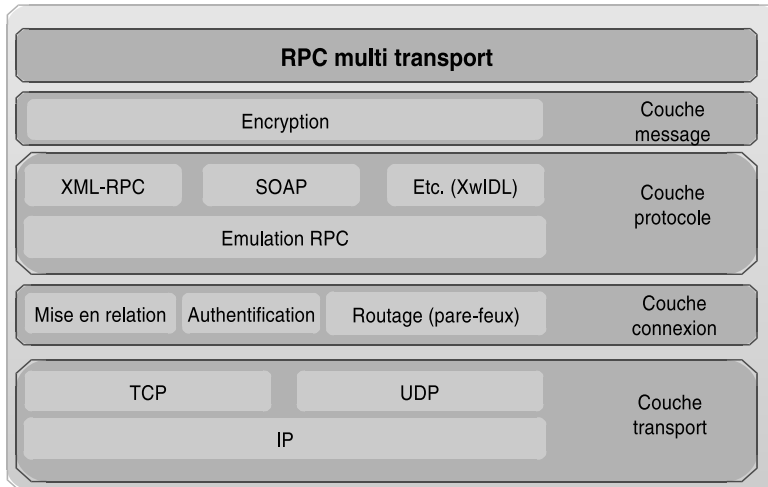 RPC multi transport
Encryption
Couche
message
XML-RPC
SOAP
Etc. (XwIDL)
Emulation RPC
Couche
protocole
Mise en relation
Authentification
Routage (pare-feux)
Couche
connexion
TCP
UDP
IP
Couche
transport